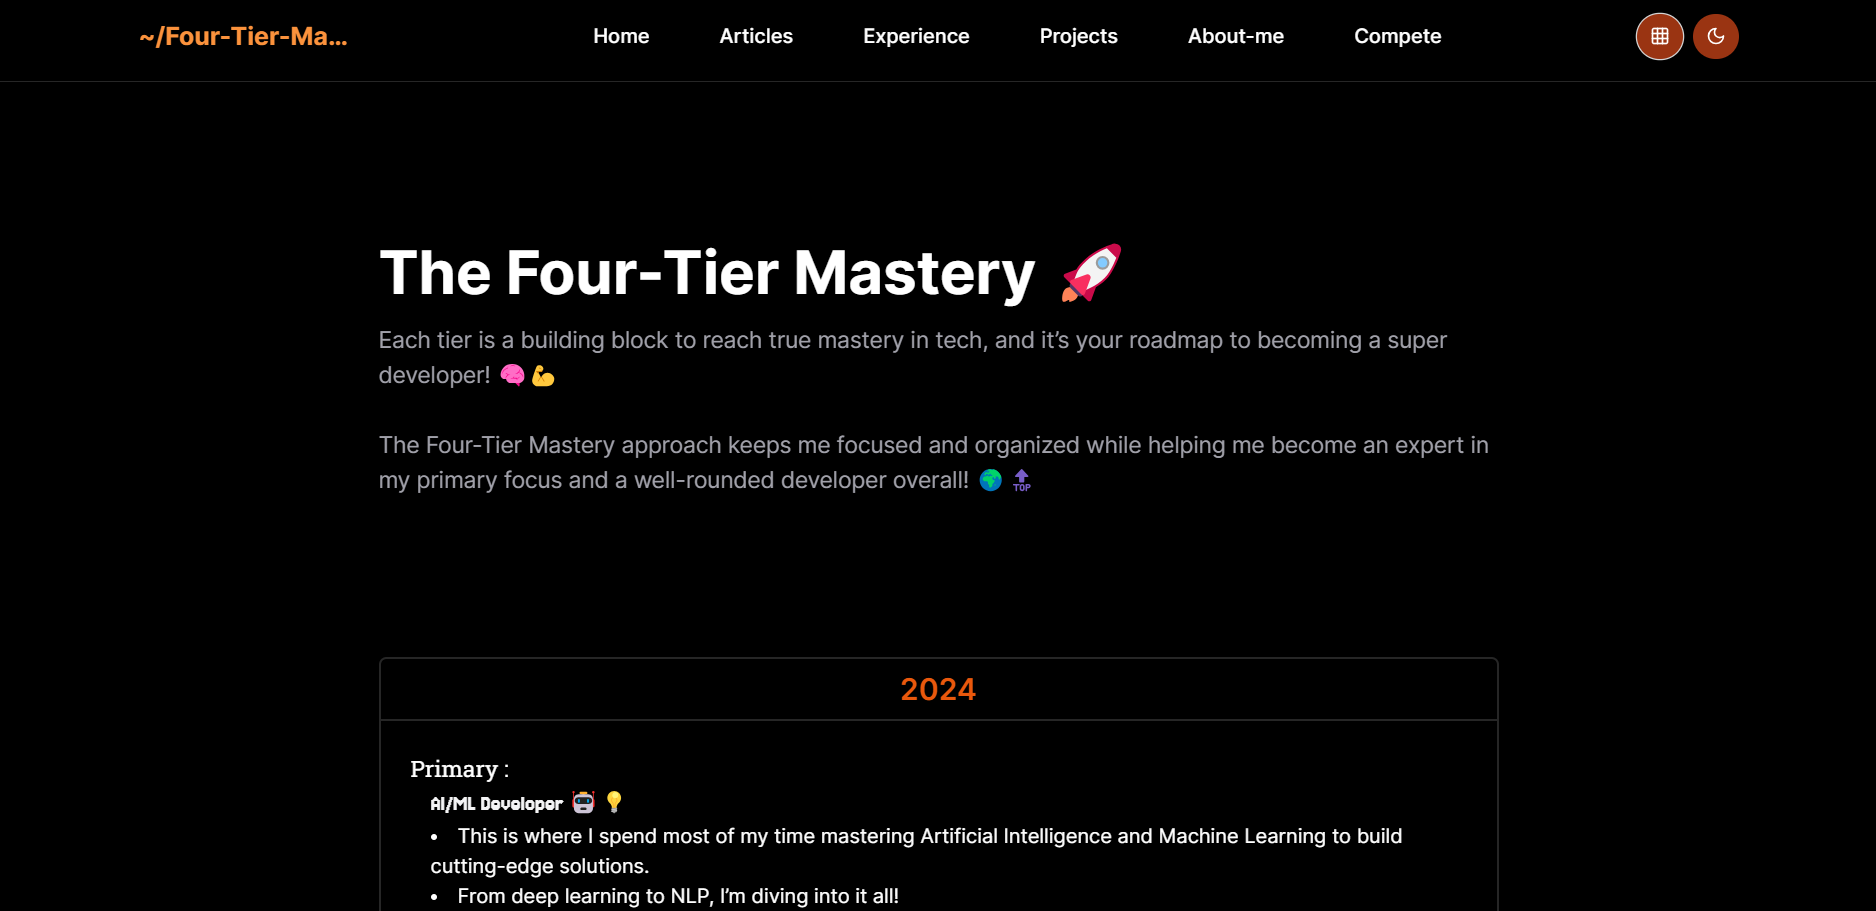 ~/Four-Tier-Ma...
Home Articles Experience Projects About-me Compete
The Four-Tier Mastery 🚀
Each tier is a building block to reach true mastery in tech, and it’s your roadmap to becoming a super
developer! 🧠💪
The Four-Tier Mastery approach keeps me focused and organized while helping me become an expert in
my primary focus and a well-rounded developer overall! 🌍 🔝
2024
Primary :
AI/ML Developer 🤖 💡
• This is where I spend most of my time mastering Artificial Intelligence and Machine Learning to build
cutting-edge solutions.
• From deep learning to NLP, I’m diving into it all!